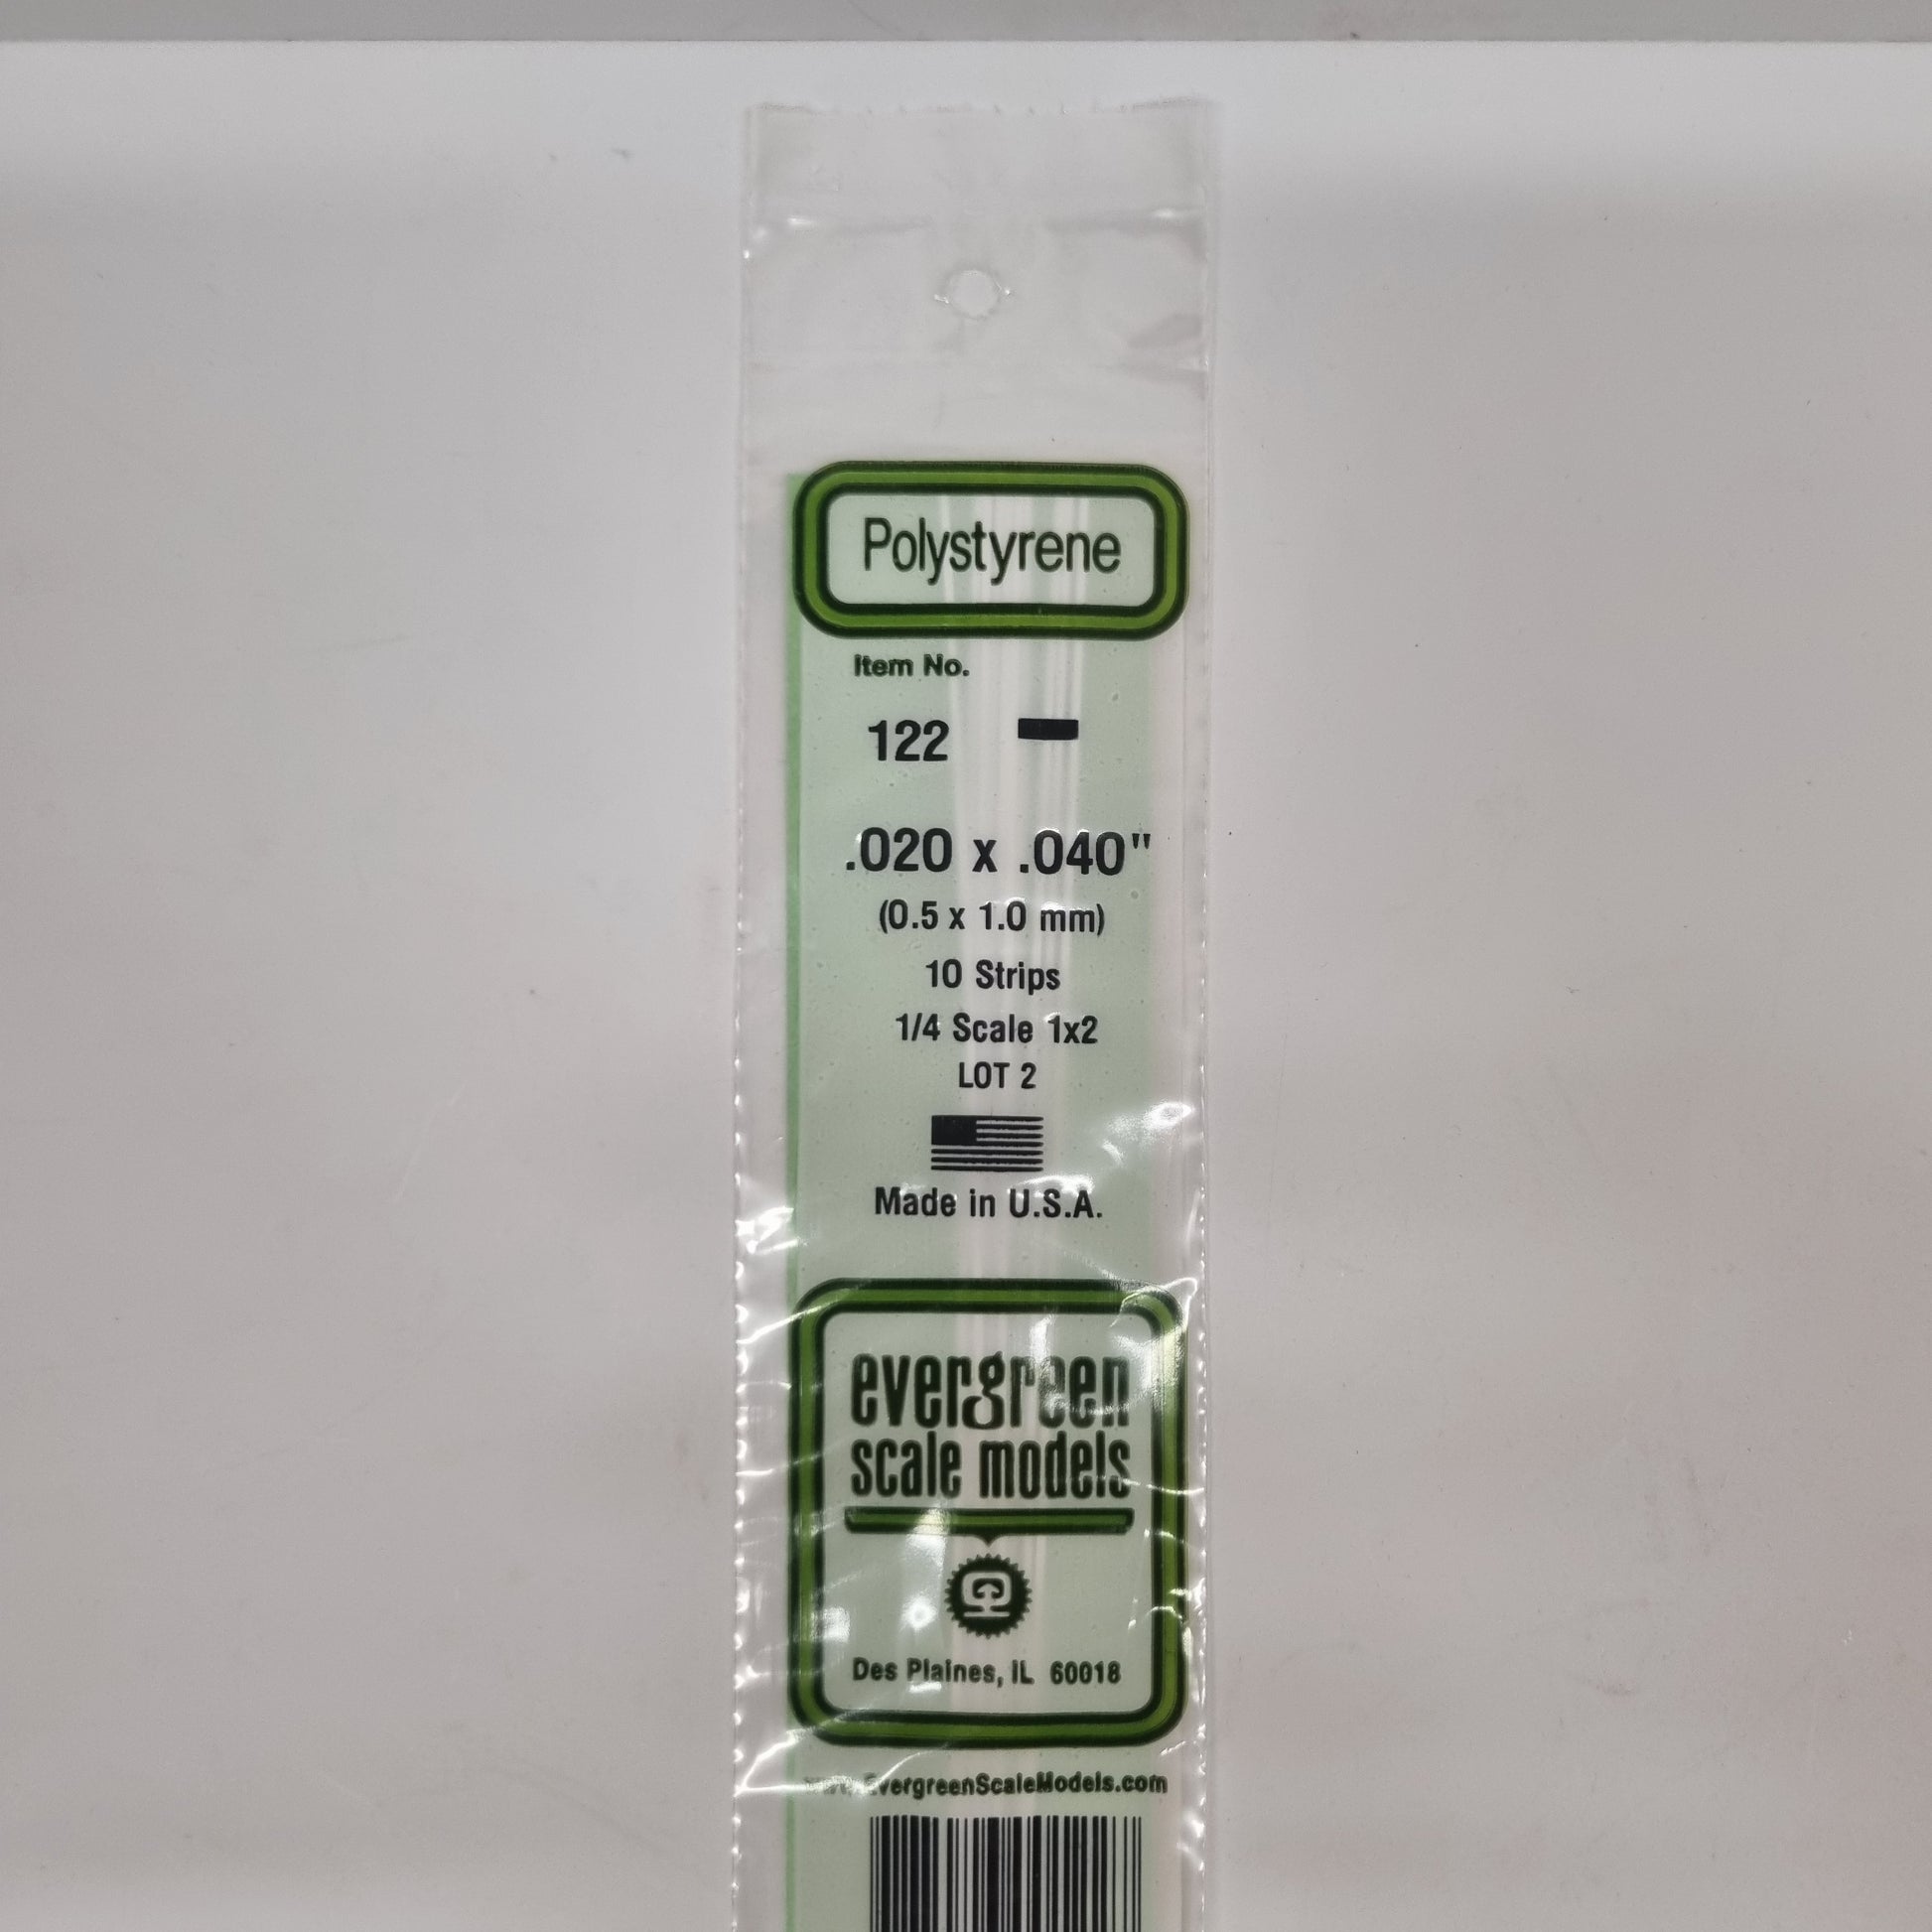 Polystyrene
Item No.
122
.020 x .040"
(0.5 x 1.0 mm)
10 Strips
1/4 Scale 1x2
LOT 2
Made in U.S.A.
evergreen
scale models
Des Plaines, IL 60018
www.EvergreenScaleModels.com